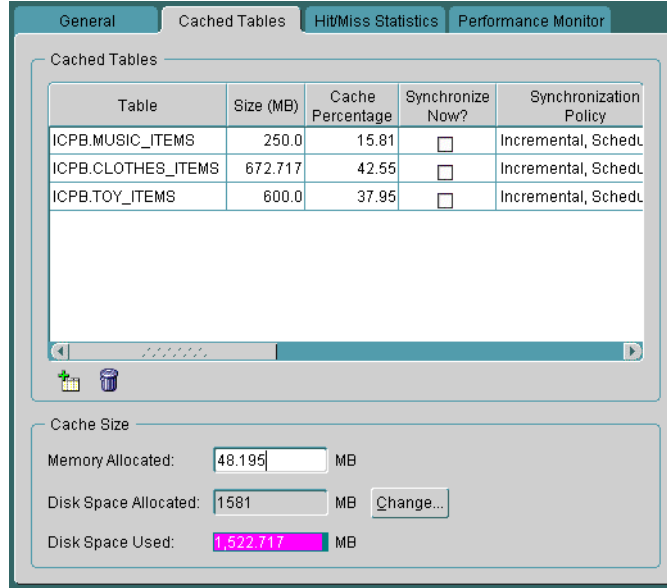 General Cached Tables Hit/Miss Statistics Performance Monitor
Cached Tables
Table Size (MB) Cache Percentage Synchronize Now? Synchronization Policy
ICPB.MUSIC_ITEMS 250.0 15.81 Incremental, Schedu
ICPB.CLOTHES_ITEMS 672.717 42.55 Incremental, Schedu
ICPB.TOY_ITEMS 600.0 37.95 Incremental, Schedu
Cache Size
Memory Allocated: 48.195 MB
Disk Space Allocated: 1581 MB Change...
Disk Space Used: 1,522.717 MB